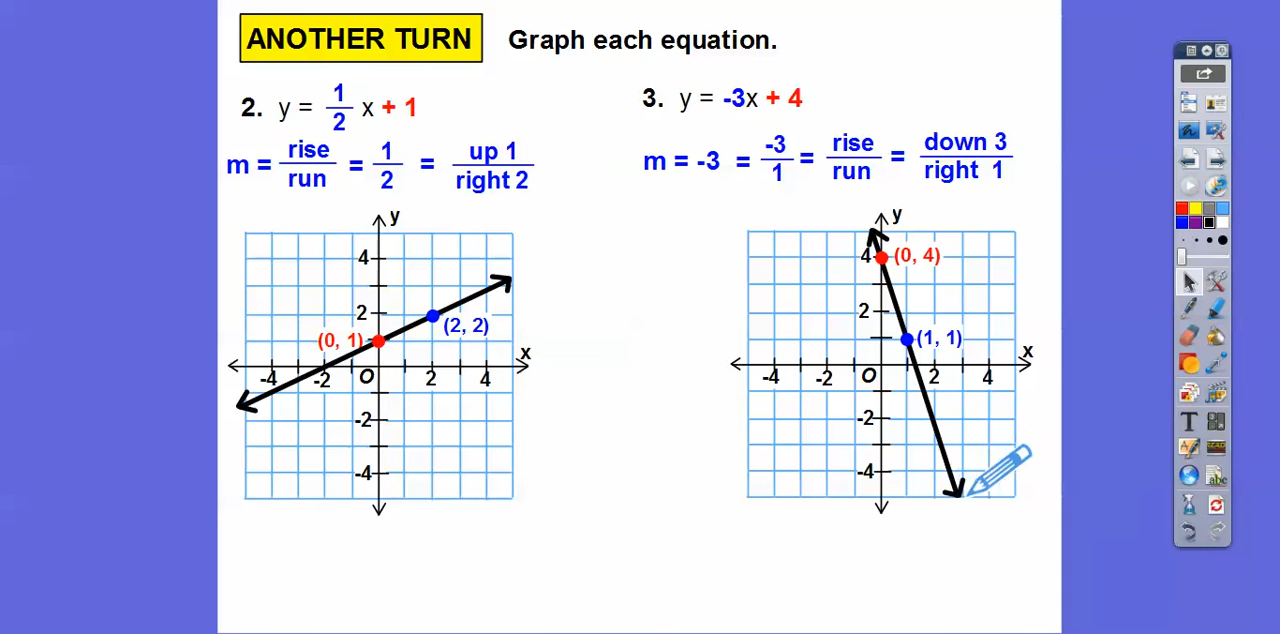 ANOTHER TURN Graph each equation.
2. y = 1/2 x + 1
m = rise/run = 1/2 = up 1/right 2
y
4
2
(0, 1)
(2, 2)
x
-4 -2 O 2 4
-2
-4
3. y = -3x + 4
m = -3 = -3/1 = rise/run = down 3/right 1
y
4 (0, 4)
2
(1, 1)
x
-4 -2 O 2 4
-2
-4
T
abc